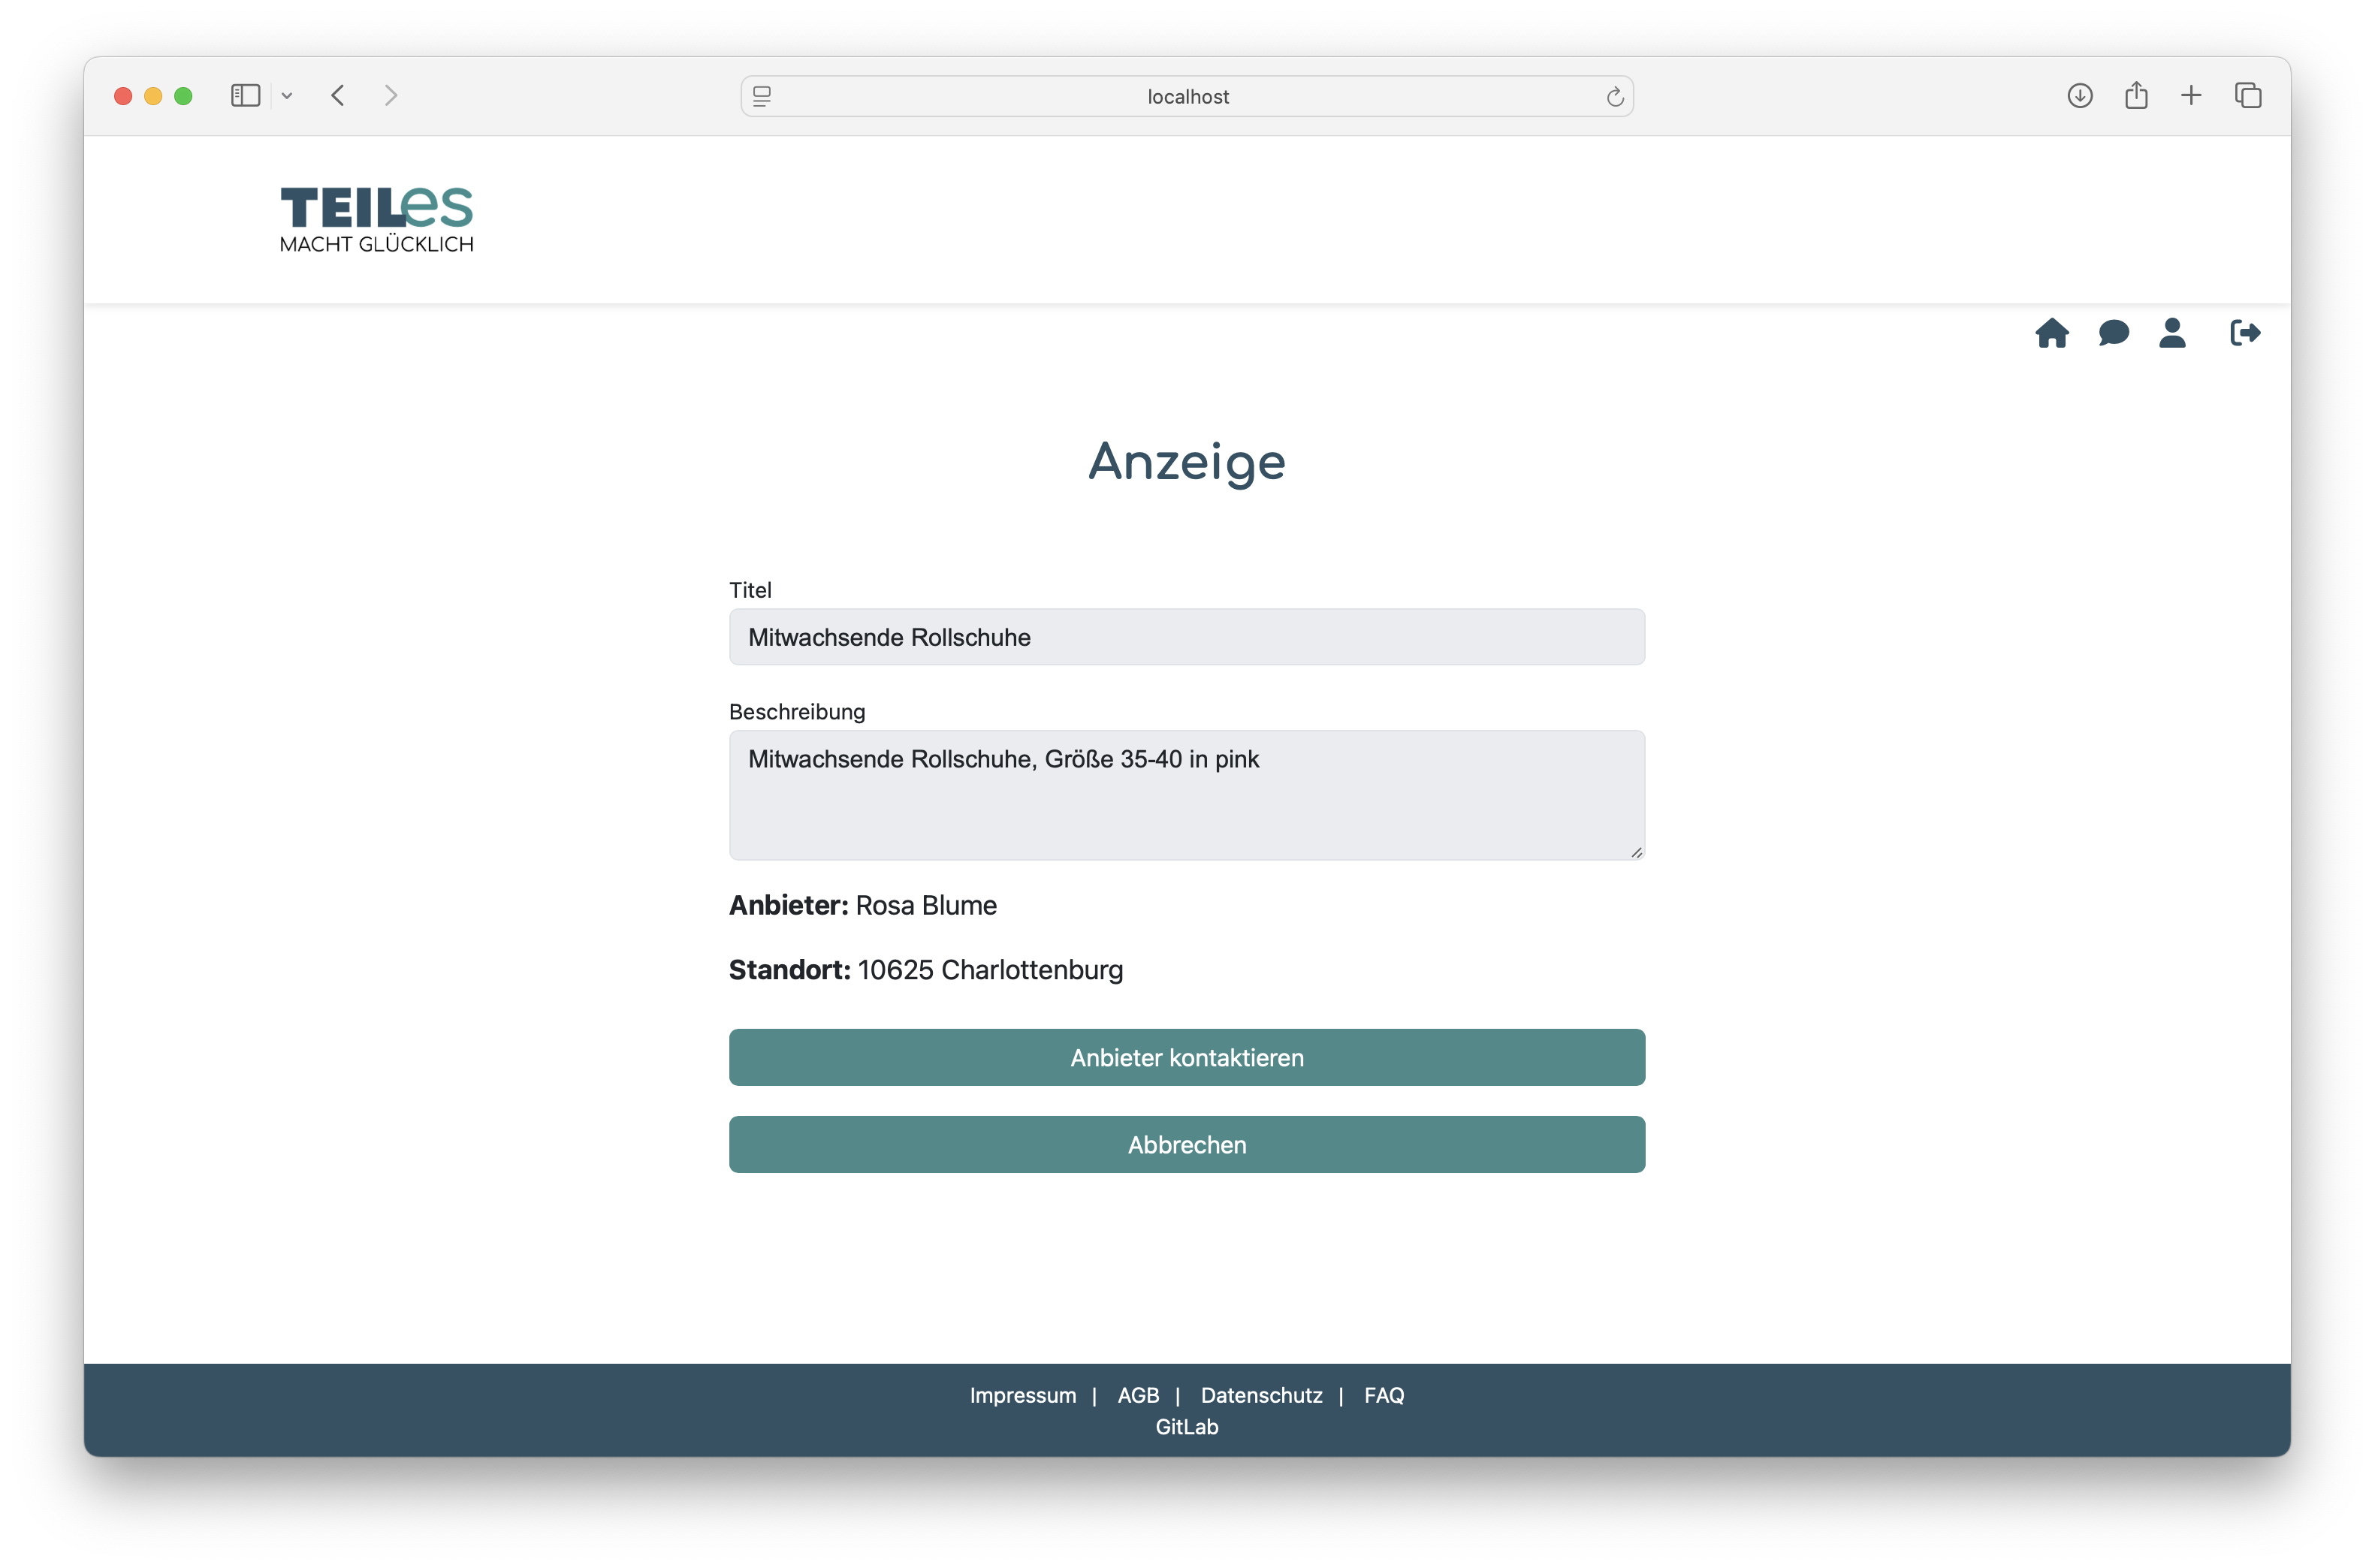 localhost
TEILes
MACHT GLÜCKLICH
Anzeige
Titel
Mitwachsende Rollschuhe
Beschreibung
Mitwachsende Rollschuhe, Größe 35-40 in pink
Anbieter: Rosa Blume
Standort: 10625 Charlottenburg
Anbieter kontaktieren
Abbrechen
Impressum | AGB | Datenschutz | FAQ
GitLab